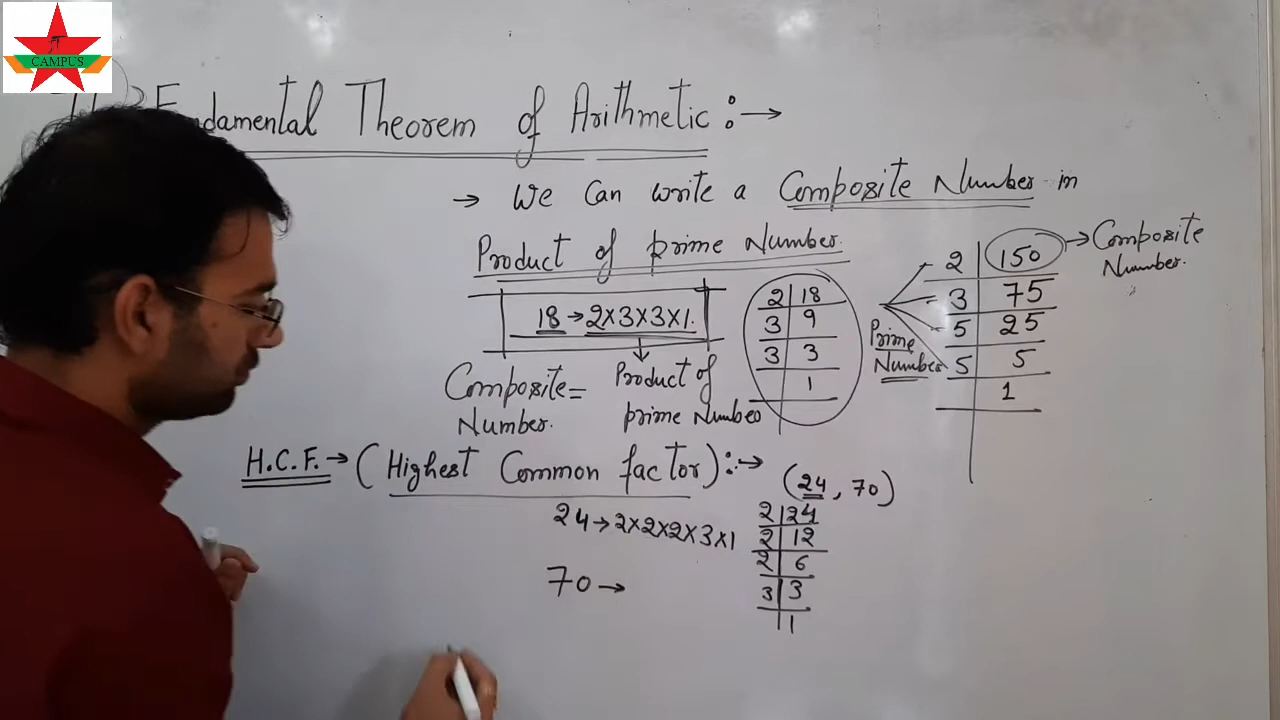 CAMPUS
Fundamental Theorem of Arithmetic :→
→ We Can write a Composite Number in
Product of prime Number.
18 → 2×3×3×1.
Composite Number. = Product of prime Number
2 | 18
3 | 9
3 | 3
1
Prime Number
2 | 150 → Composite Number.
3 | 75
5 | 25
5 | 5
1
H.C.F. → (Highest Common factor) :→
(24, 70)
24 → 2×2×2×3×1
70 →
2 | 24
2 | 12
2 | 6
3 | 3
1